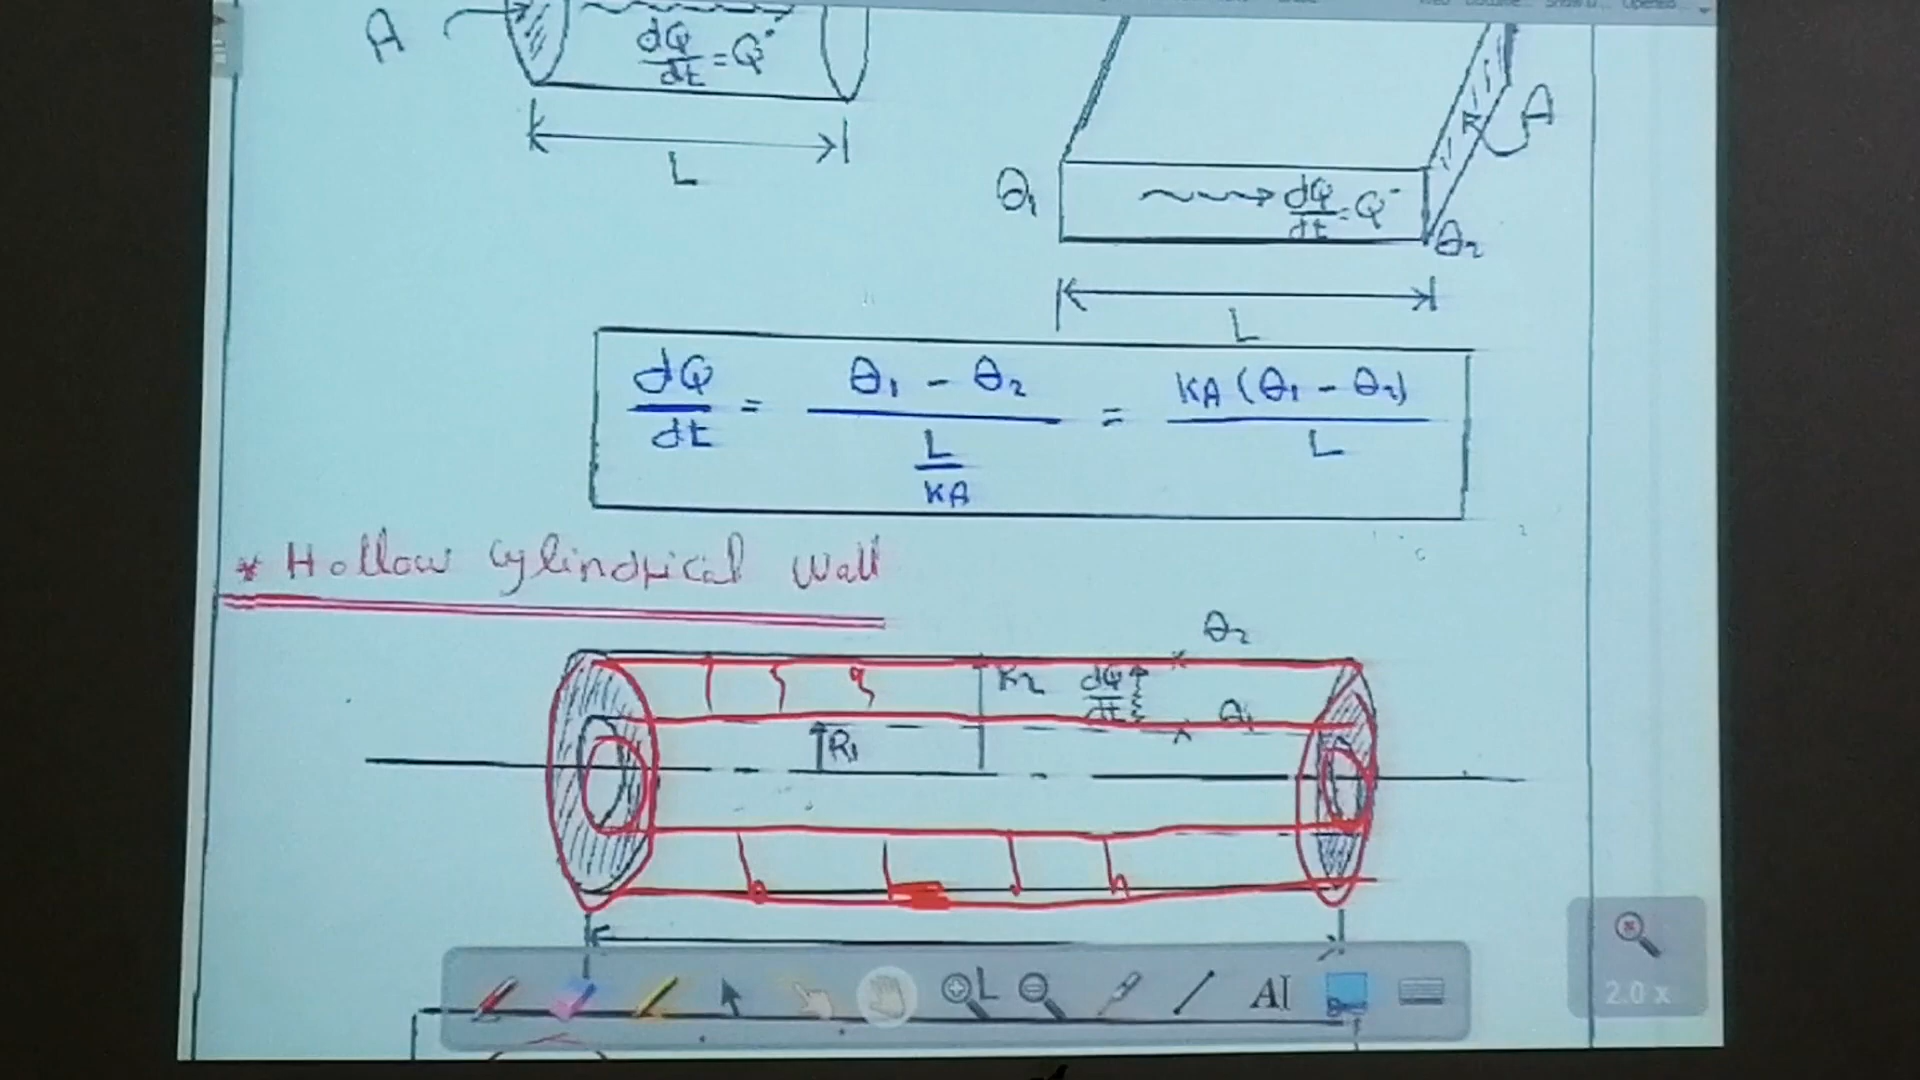 A
dQ/dt = Q°
L
A
θ1
dQ/dt = Q°
θ2
L
dQ/dt = (θ1 - θ2)/(L/KA) = KA(θ1 - θ2)/L
* Hollow cylindrical wall
θ2
R2
dQ/dt
θ1
R1
L
AI
2.0 x